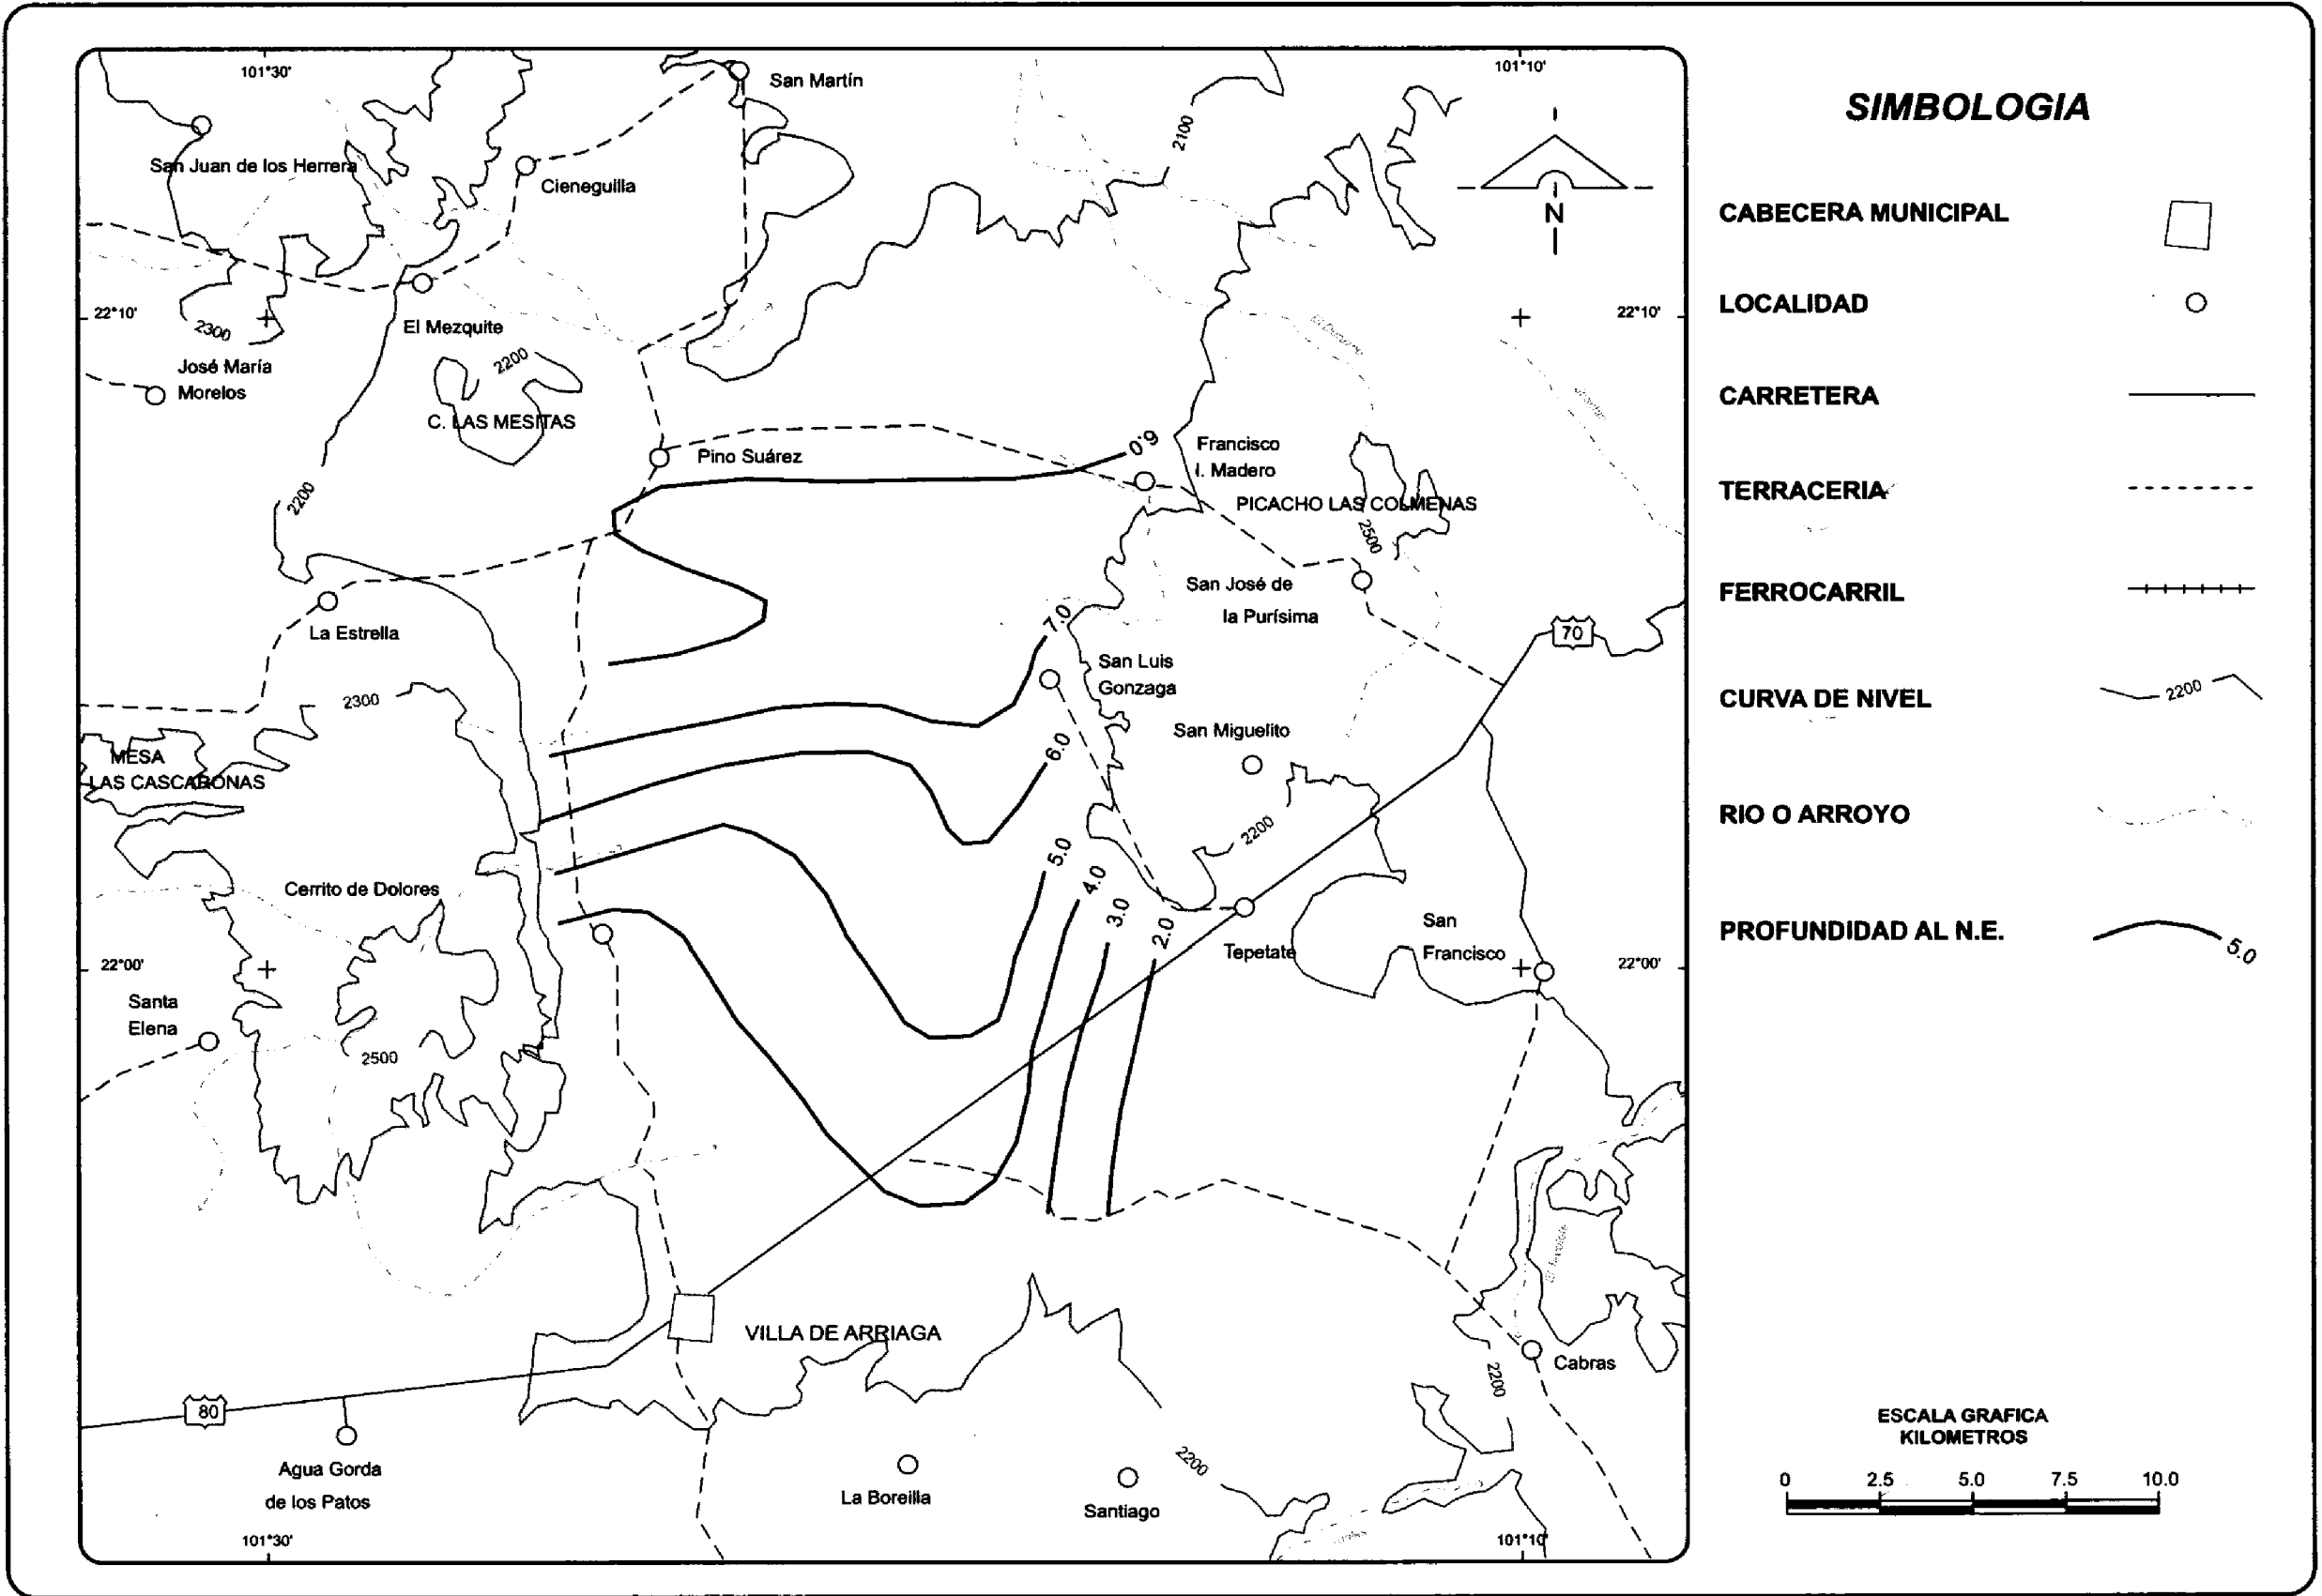 101°30'
101°10'
San Martín
San Juan de los Herrera
Cieneguilla
2100
N
22°10'
22°10'
2300
El Mezquite
José María
Morelos
2200
C. LAS MESITAS
Pino Suárez
6.0
Francisco
I. Madero
PICACHO LAS COLMENAS
2200
2500
San José de
la Purísima
La Estrella
7.0
70
San Luis
Gonzaga
2300
San Miguelito
MESA
LAS CASCARONAS
6.0
2200
5.0
4.0
3.0
2.0
Cerrito de Dolores
Tepetate
San
Francisco
22°00'
22°00'
Santa
Elena
2500
VILLA DE ARRIAGA
Cabras
2200
80
Agua Gorda
de los Patos
La Boreilla
Santiago
2200
101°30'
101°10'
SIMBOLOGIA
CABECERA MUNICIPAL
LOCALIDAD
CARRETERA
TERRACERIA
FERROCARRIL
CURVA DE NIVEL
2200
RIO O ARROYO
PROFUNDIDAD AL N.E.
5.0
ESCALA GRAFICA
KILOMETROS
0 2.5 5.0 7.5 10.0